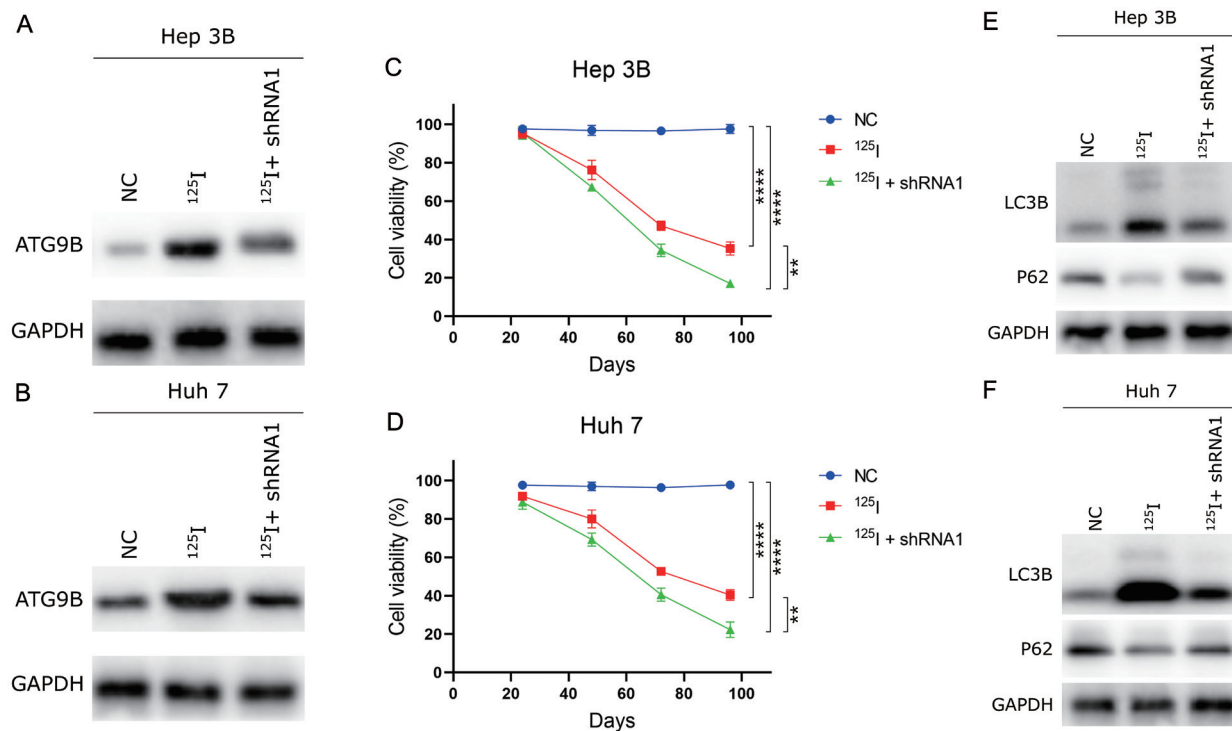 A
Hep 3B
NC
¹²⁵I
¹²⁵I+ shRNA1
ATG9B
GAPDH
B
Huh 7
NC
¹²⁵I
¹²⁵I+ shRNA1
ATG9B
GAPDH
C
Hep 3B
Cell viability (%)
100
80
60
40
20
0
0 20 40 60 80 100
Days
NC
¹²⁵I
¹²⁵I + shRNA1
****
****
**
D
Huh 7
Cell viability (%)
100
80
60
40
20
0
0 20 40 60 80 100
Days
NC
¹²⁵I
¹²⁵I + shRNA1
****
****
**
E
Hep 3B
NC
¹²⁵I
¹²⁵I+ shRNA1
LC3B
P62
GAPDH
F
Huh 7
NC
¹²⁵I
¹²⁵I+ shRNA1
LC3B
P62
GAPDH